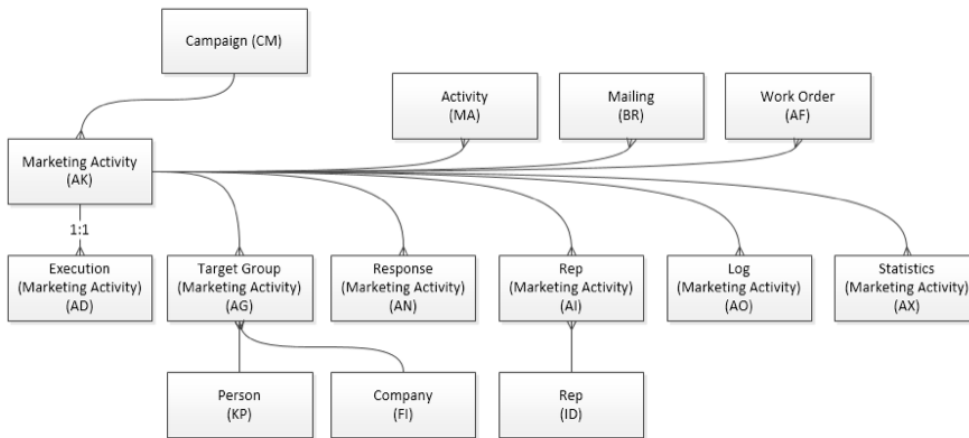 Campaign (CM)
Activity
(MA)
Mailing
(BR)
Work Order
(AF)
Marketing Activity
(AK)
1:1
Execution
(Marketing Activity)
(AD)
Target Group
(Marketing Activity)
(AG)
Response
(Marketing Activity)
(AN)
Rep
(Marketing Activity)
(AI)
Log
(Marketing Activity)
(AO)
Statistics
(Marketing Activity)
(AX)
Person
(KP)
Company
(FI)
Rep
(ID)